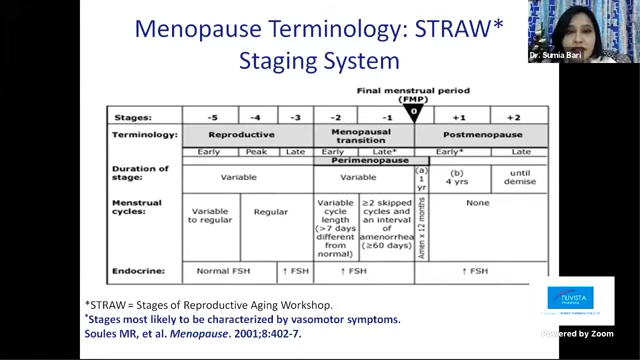 Menopause Terminology: STRAW*
Staging System
Dr. Sumia Bari
Final menstrual period
(FMP)
Stages: -5 -4 -3 -2 -1 0 +1 +2
Terminology: Reproductive Menopausal transition Postmenopause
Early Peak Late Early Late* Early* Late
Perimenopause
Duration of stage: Variable Variable (a) 1 yr (b) 4 yrs until demise
Menstrual cycles: Variable to regular Regular Variable cycle length (>7 days different from normal) ≥2 skipped cycles and an interval of amenorrhea (≥60 days) Amen x 12 months None
Endocrine: Normal FSH ↑ FSH ↑ FSH ↑ FSH
*STRAW = Stages of Reproductive Aging Workshop.
*Stages most likely to be characterized by vasomotor symptoms.
Soules MR, et al. Menopause. 2001;8:402-7.
NUVISTA
PHARMA
Powered by Zoom